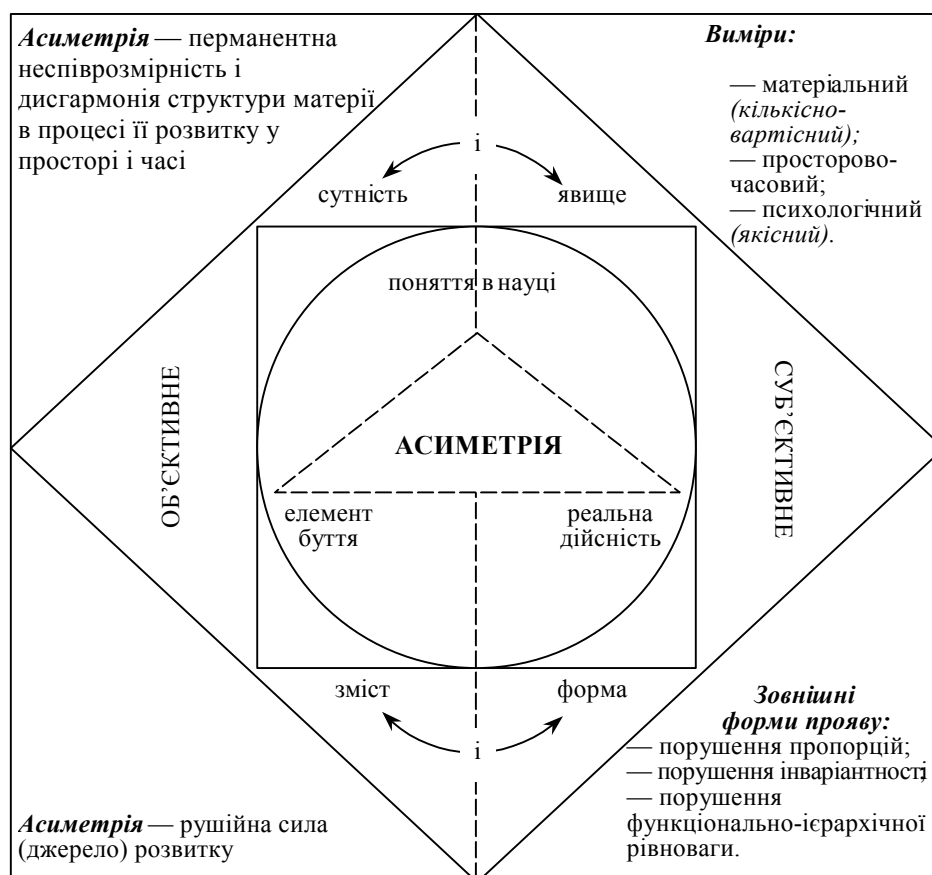 Асиметрія — перманентна
неспіврозмірність і
дисгармонія структури матерії
в процесі її розвитку у
просторі і часі
Виміри:
— матеріальний
(кількісно-
вартісний);
— просторово-
часовий;
— психологічний
(якісний).
і
сутність
явище
поняття в науці
ОБ’ЄКТИВНЕ
СУБ’ЄКТИВНЕ
АСИМЕТРІЯ
елемент
буття
реальна
дійсність
зміст
форма
і
Зовнішні
форми прояву:
— порушення пропорцій;
— порушення інваріантності;
— порушення
функціонально-ієрархічної
рівноваги.
Асиметрія — рушійна сила
(джерело) розвитку